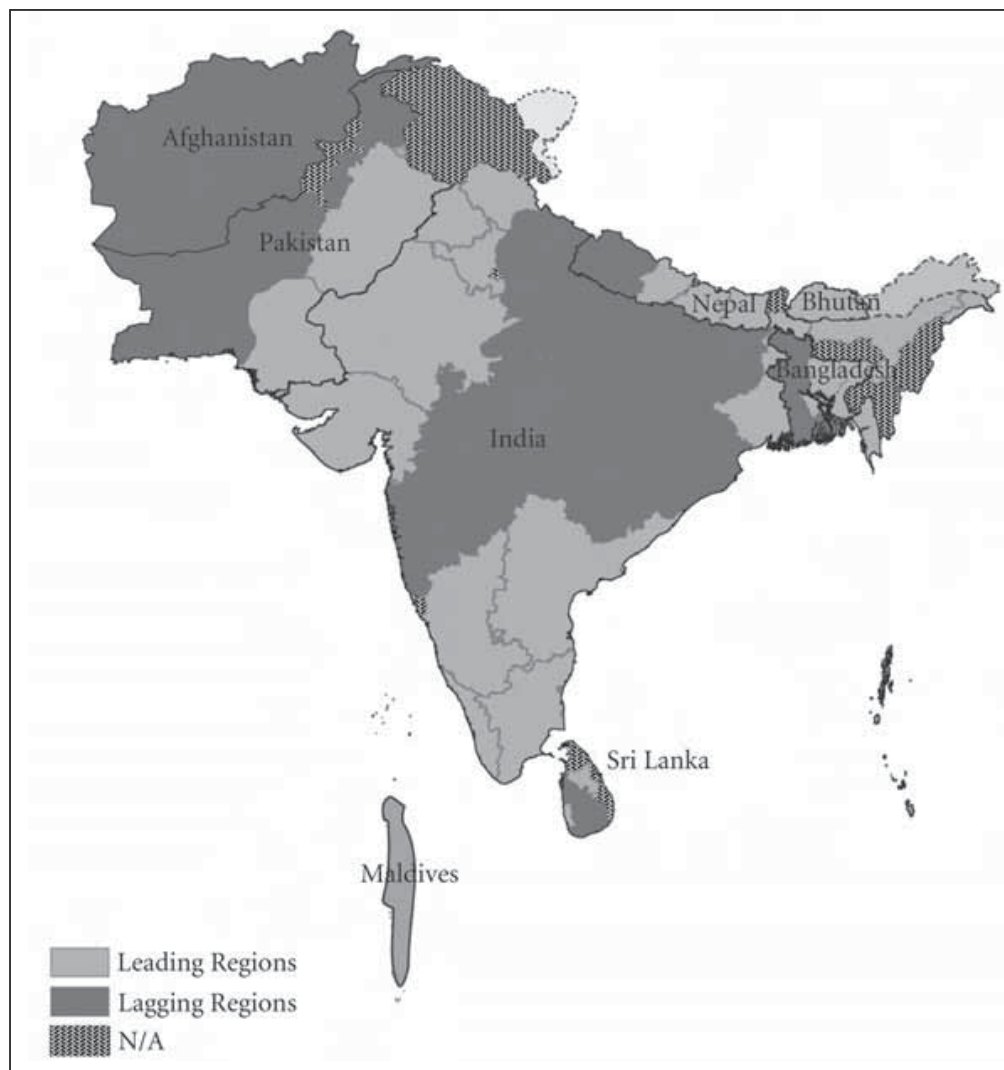 Afghanistan
Pakistan
Nepal
Bhutan
Bangladesh
India
Sri Lanka
Maldives
Leading Regions
Lagging Regions
N/A